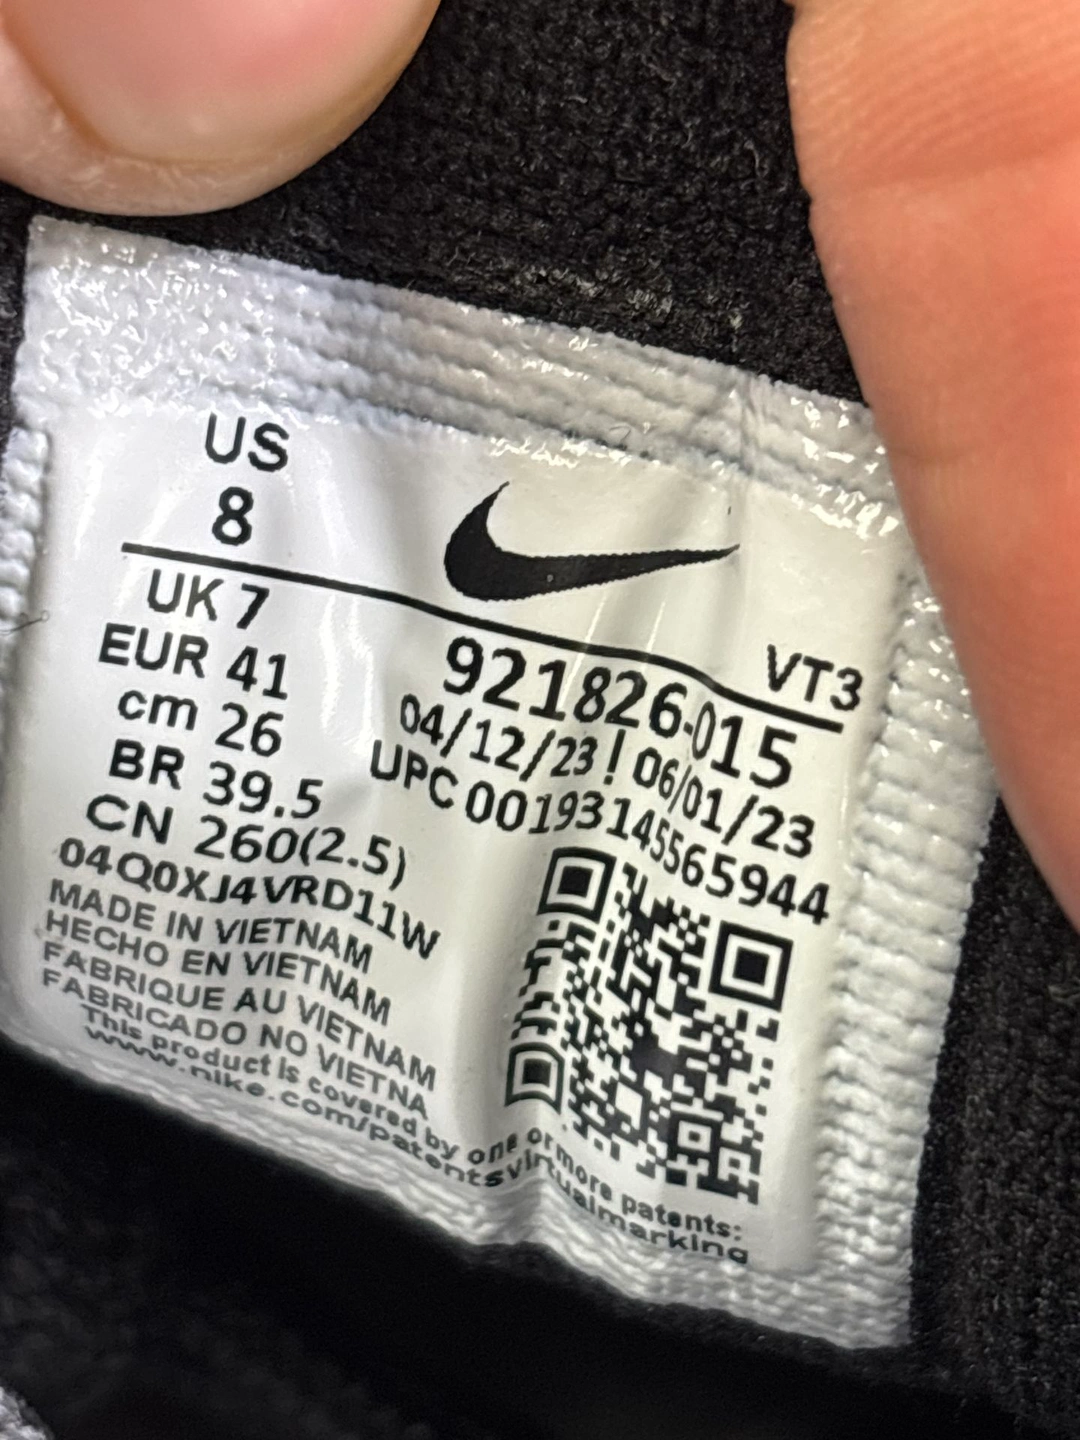 US
8
UK 7
EUR 41
cm 26
BR 39.5
CN 260(2.5)
04Q0XJ4VRD11W
MADE IN VIETNAM
HECHO EN VIETNAM
FABRIQUE AU VIETNAM
FABRICADO NO VIETNA
VT3
921826-015
04/12/23 ! 06/01/23
UPC 00193145565944
This product is covered by one or more patents:
www.nike.com/patentsvirtualmarking